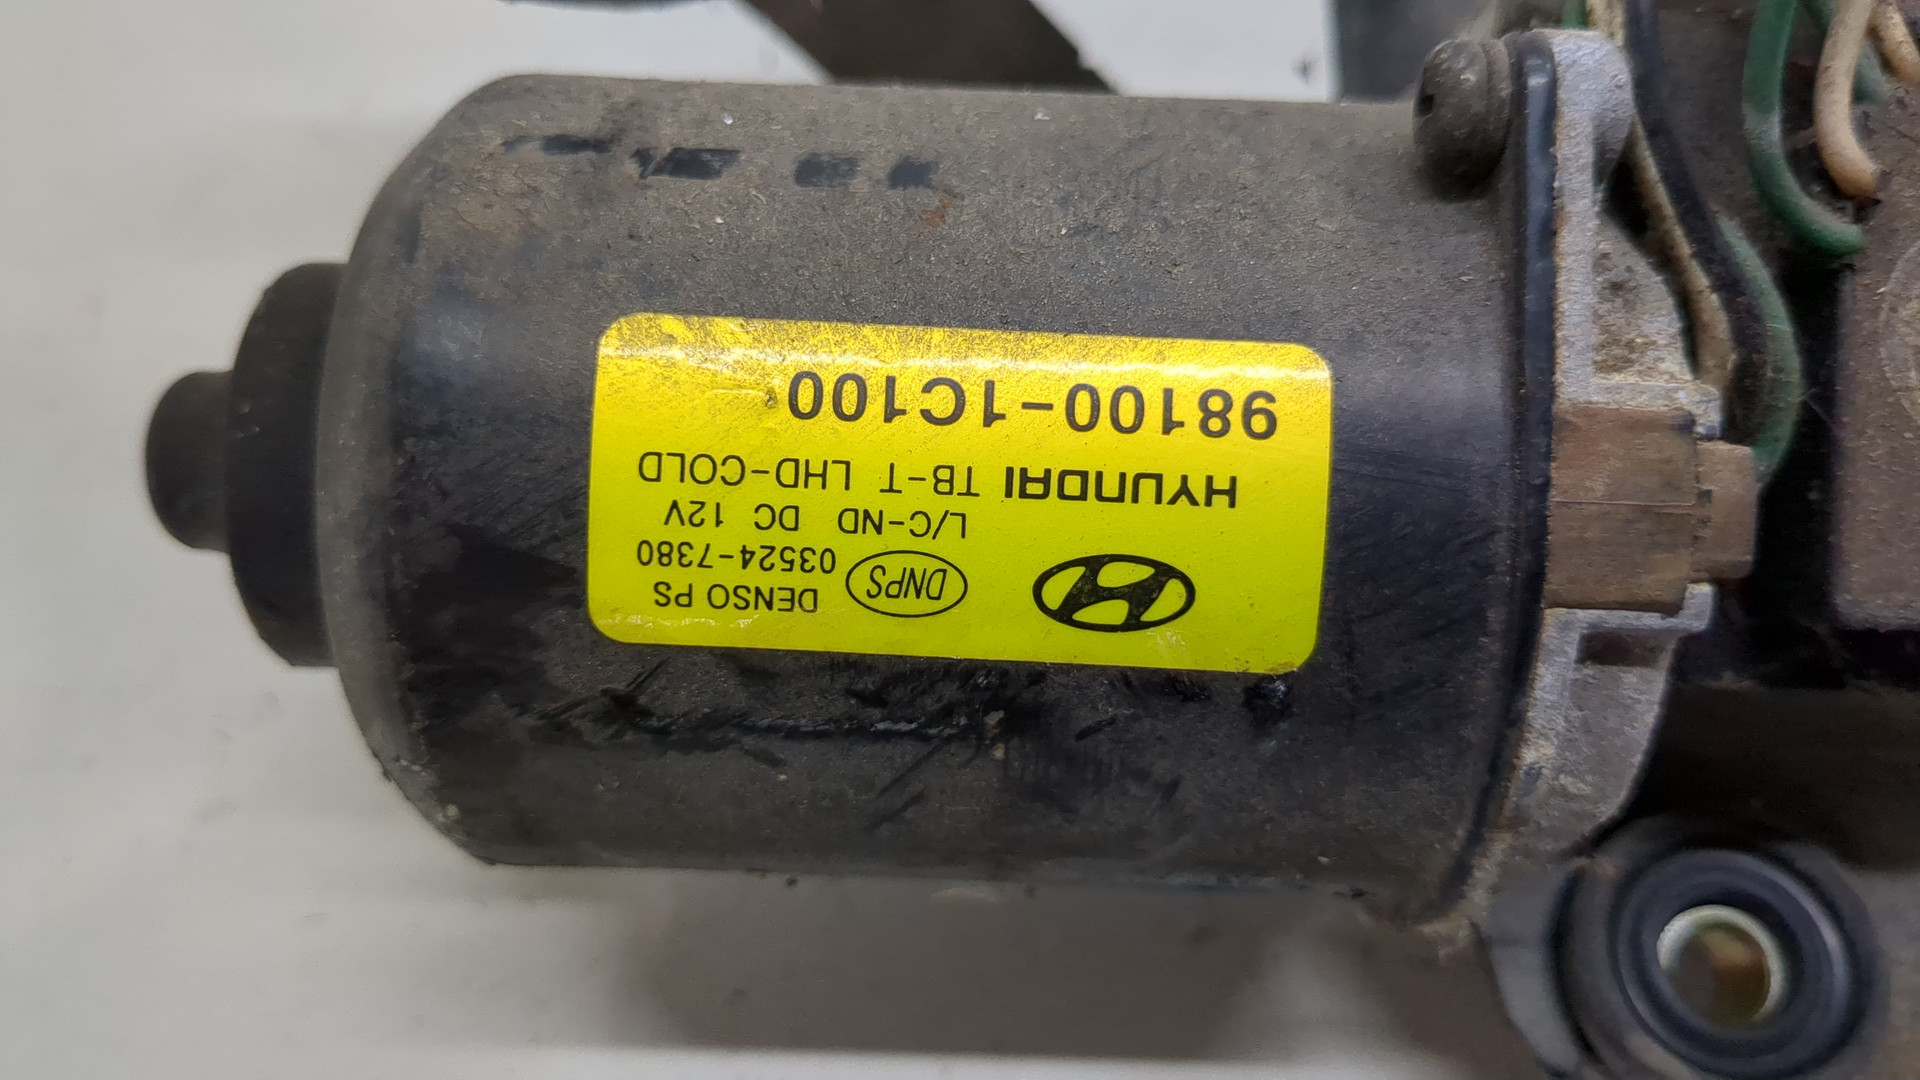 98100-1C100
HYUNDAI TB-T LHD-COLD
L/C-ND DC 12V
DNPS 03524-7380
DENSO PS